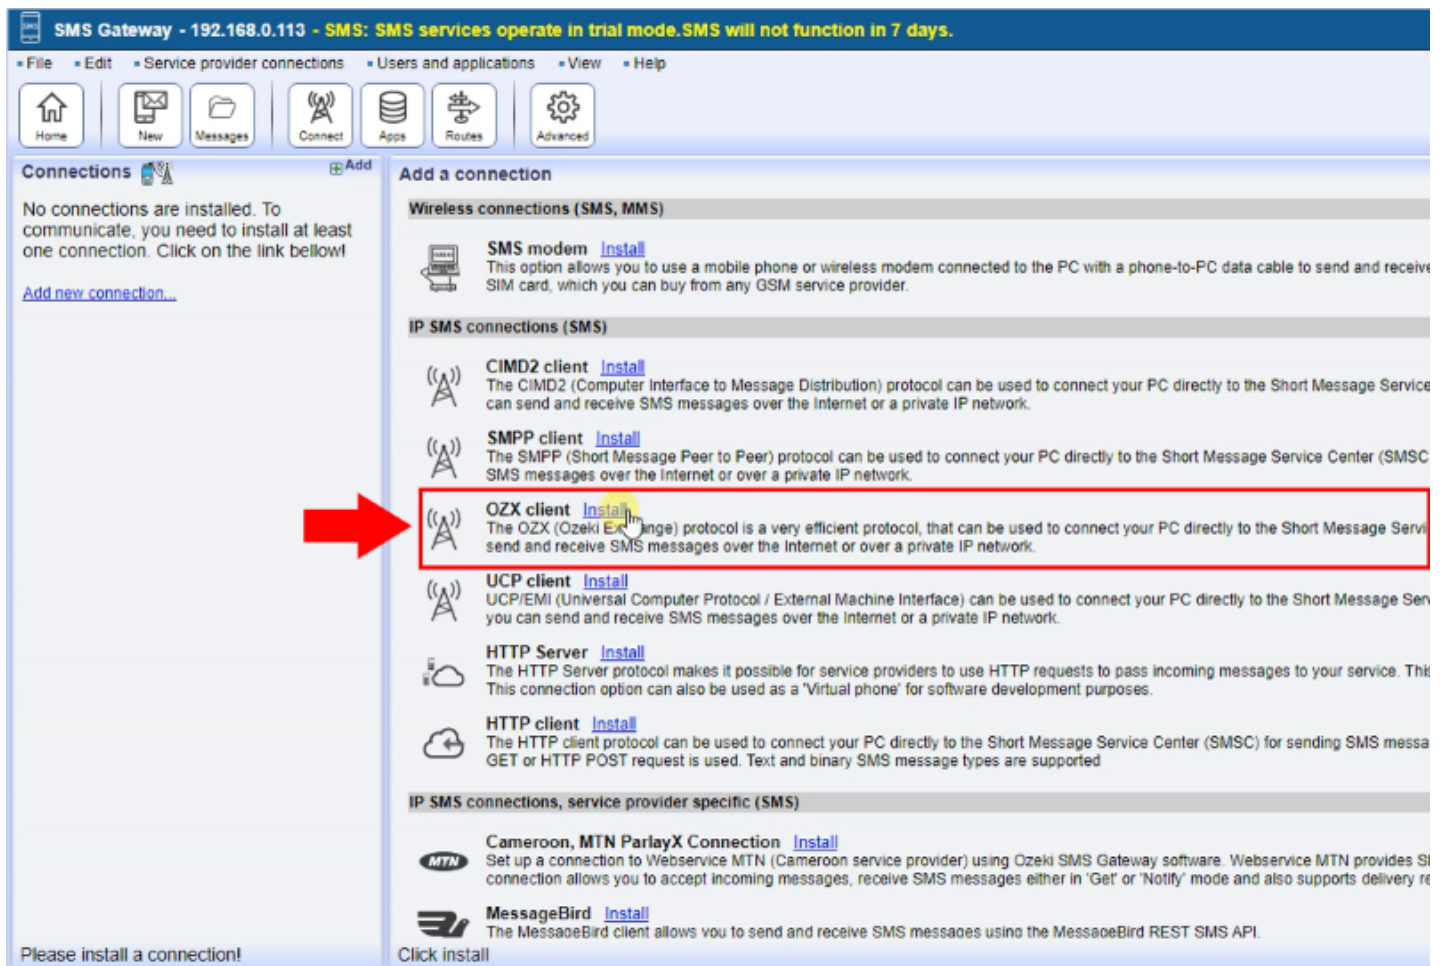 SMS Gateway - 192.168.0.113 - SMS: SMS services operate in trial mode.SMS will not function in 7 days.
File Edit Service provider connections Users and applications View Help
Home New Messages Connect Apps Routes Advanced
Connections Add
No connections are installed. To
communicate, you need to install at least
one connection. Click on the link bellow!
Add new connection...
Please install a connection!
Add a connection
Wireless connections (SMS, MMS)
SMS modem Install
This option allows you to use a mobile phone or wireless modem connected to the PC with a phone-to-PC data cable to send and receive
SIM card, which you can buy from any GSM service provider.
IP SMS connections (SMS)
CIMD2 client Install
The CIMD2 (Computer Interface to Message Distribution) protocol can be used to connect your PC directly to the Short Message Service
can send and receive SMS messages over the Internet or a private IP network.
SMPP client Install
The SMPP (Short Message Peer to Peer) protocol can be used to connect your PC directly to the Short Message Service Center (SMSC
SMS messages over the Internet or over a private IP network.
OZX client Install
The OZX (Ozeki Exchange) protocol is a very efficient protocol, that can be used to connect your PC directly to the Short Message Servi
send and receive SMS messages over the Internet or over a private IP network.
UCP client Install
UCP/EMI (Universal Computer Protocol / External Machine Interface) can be used to connect your PC directly to the Short Message Ser
you can send and receive SMS messages over the Internet or a private IP network.
HTTP Server Install
The HTTP Server protocol makes it possible for service providers to use HTTP requests to pass incoming messages to your service. This
This connection option can also be used as a 'Virtual phone' for software development purposes.
HTTP client Install
The HTTP client protocol can be used to connect your PC directly to the Short Message Service Center (SMSC) for sending SMS messa
GET or HTTP POST request is used. Text and binary SMS message types are supported
IP SMS connections, service provider specific (SMS)
MTN
Cameroon, MTN ParlayX Connection Install
Set up a connection to Webservice MTN (Cameroon service provider) using Ozeki SMS Gateway software. Webservice MTN provides S
connection allows you to accept incoming messages, receive SMS messages either in 'Get' or 'Notify' mode and also supports delivery re
MessageBird Install
The MessageBird client allows you to send and receive SMS messages using the MessageBird REST SMS API.
Click install